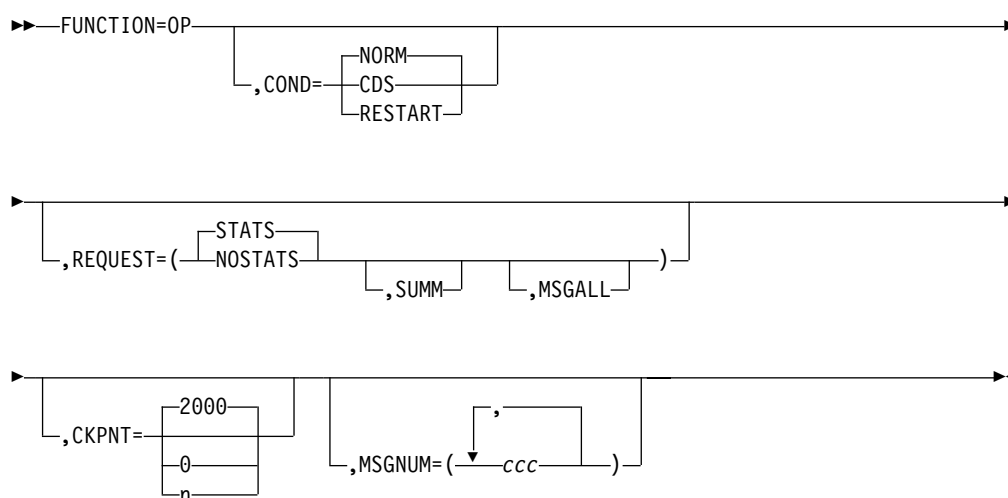 FUNCTION=OP
,COND=
NORM
CDS
RESTART
,REQUEST=(
STATS
NOSTATS
,SUMM
,MSGALL
)
,CKPNT=
2000
0
n
,MSGNUM=(
,
ccc
)